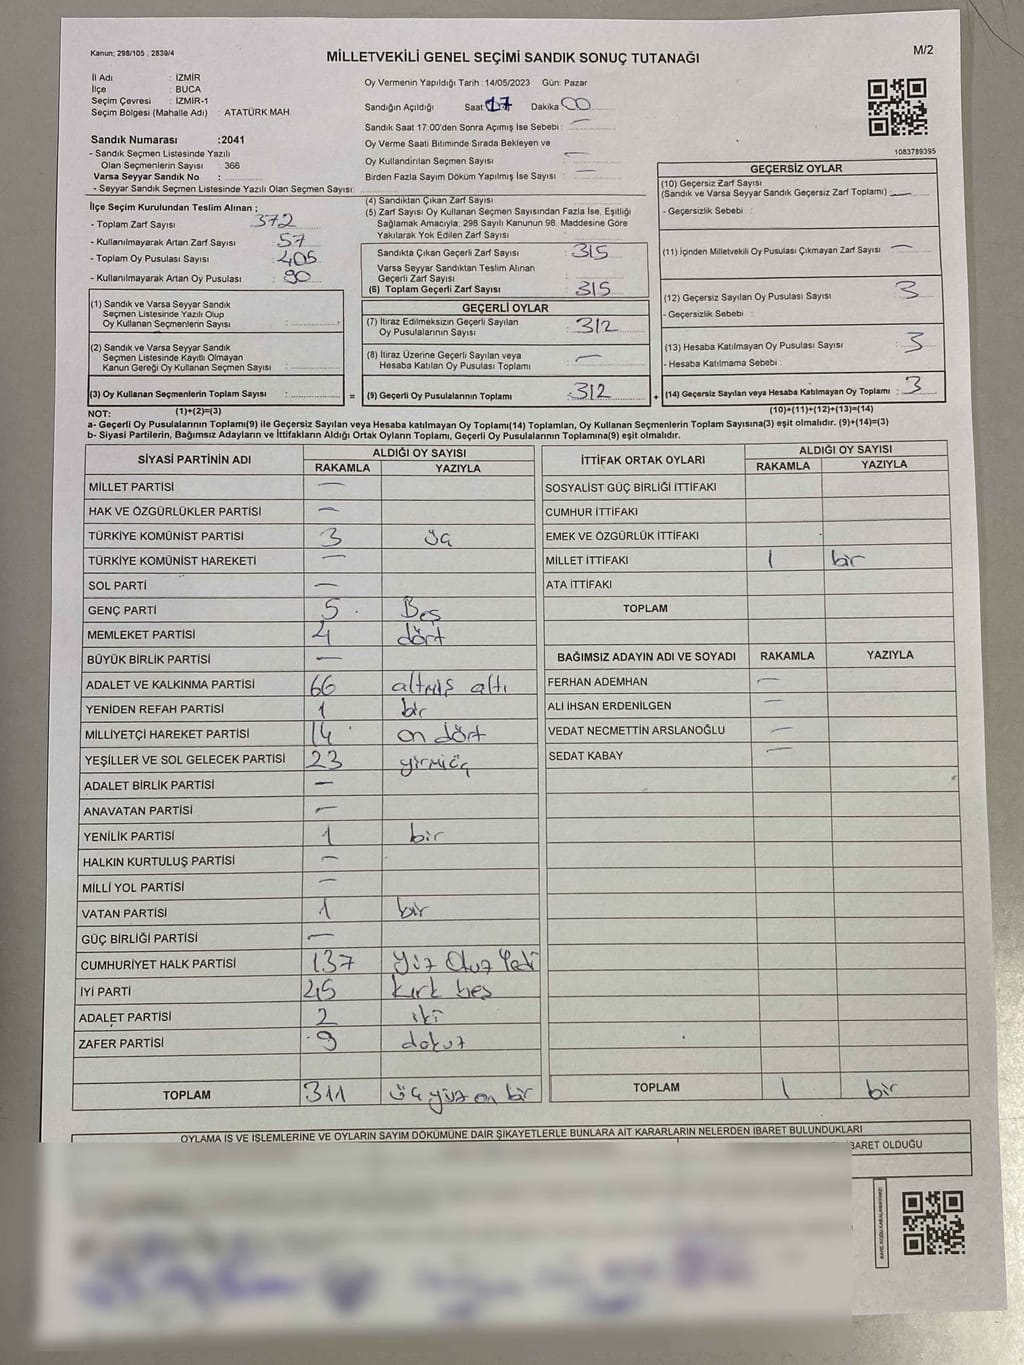 Kanun; 298/105 , 2839/4
MİLLETVEKİLİ GENEL SEÇİMİ SANDIK SONUÇ TUTANAĞI
M/2
İl Adı : İZMİR
İlçe : BUCA
Seçim Çevresi : İZMİR-1
Seçim Bölgesi (Mahalle Adı) : ATATÜRK MAH.
Sandık Numarası :2041
- Sandık Seçmen Listesinde Yazılı
Olan Seçmenlerin Sayısı : 366
Varsa Seyyar Sandık No :
- Seyyar Sandık Seçmen Listesinde Yazılı Olan Seçmen Sayısı:
Oy Vermenin Yapıldığı Tarih :14/05/2023 Gün: Pazar
Sandığın Açıldığı Saat 17 Dakika 00
Sandık Saat 17:00'den Sonra Açımış İse Sebebi : —
Oy Verme Saati Bitiminde Sırada Bekleyen ve
Oy Kullandırılan Seçmen Sayısı —
Birden Fazla Sayım Döküm Yapılmış İse Sayısı : —
1083789395
İlçe Seçim Kurulundan Teslim Alınan :
- Toplam Zarf Sayısı : 372
- Kullanılmayarak Artan Zarf Sayısı : 57
- Toplam Oy Pusulası Sayısı : 405
- Kullanılmayarak Artan Oy Pusulası : 90
(1) Sandık ve Varsa Seyyar Sandık
Seçmen Listesinde Yazılı Olup
Oy Kullanan Seçmenlerin Sayısı :
(2) Sandık ve Varsa Seyyar Sandık
Seçmen Listesinde Kayıtlı Olmayan
Kanun Gereği Oy Kullanan Seçmen Sayısı :
(3) Oy Kullanan Seçmenlerin Toplam Sayısı : =
(1)+(2)=(3)
(4) Sandıktan Çıkan Zarf Sayısı :
(5) Zarf Sayısı Oy Kullanan Seçmen Sayısından Fazla İse, Eşitliği
Sağlamak Amacıyla; 298 Sayılı Kanunun 98. Maddesine Göre
Yakılarak Yok Edilen Zarf Sayısı :
Sandıkta Çıkan Geçerli Zarf Sayısı : 315
Varsa Seyyar Sandıktan Teslim Alınan
Geçerli Zarf Sayısı :
(6) Toplam Geçerli Zarf Sayısı : 315
GEÇERLİ OYLAR
(7) İtiraz Edilmeksizin Geçerli Sayılan
Oy Pusulalarının Sayısı : 312
(8) İtiraz Üzerine Geçerli Sayılan veya
Hesaba Katılan Oy Pusulaları Toplamı : —
(9) Geçerli Oy Pusulalarının Toplamı : 312 +
GEÇERSİZ OYLAR
(10) Geçersiz Zarf Sayısı
(Sandık ve Varsa Seyyar Sandık Geçersiz Zarf Toplamı) —
- Geçersizlik Sebebi :
(11) İçinden Milletvekili Oy Pusulası Çıkmayan Zarf Sayısı : —
(12) Geçersiz Sayılan Oy Pusulası Sayısı : 3
- Geçersizlik Sebebi :
(13) Hesaba Katılmayan Oy Pusulası Sayısı : 3
- Hesaba Katılmama Sebebi :
(14) Geçersiz Sayılan veya Hesaba Katılmayan Oy Toplamı : 3
(10)+(11)+(12)+(13)=(14)
NOT:
a- Geçerli Oy Pusulalarının Toplamı(9) ile Geçersiz Sayılan veya Hesaba Katılmayan Oy Toplamı(14) Toplamları, Oy Kullanan Seçmenlerin Toplam Sayısına(3) eşit olmalıdır. (9)+(14)=(3)
b- Siyasi Partilerin, Bağımsız Adayların ve İttifakların Aldığı Ortak Oyların Toplamı, Geçerli Oy Pusulalarının Toplamına(9) eşit olmalıdır.
SİYASİ PARTİNİN ADI ALDIĞI OY SAYISI
RAKAMLA YAZIYLA
MİLLET PARTİSİ —
HAK VE ÖZGÜRLÜKLER PARTİSİ —
TÜRKİYE KOMÜNİST PARTİSİ 3 üç
TÜRKİYE KOMÜNİST HAREKETİ —
SOL PARTİ —
GENÇ PARTİ 5 Beş
MEMLEKET PARTİSİ 4 dört
BÜYÜK BİRLİK PARTİSİ —
ADALET VE KALKINMA PARTİSİ 66 altmış altı
YENİDEN REFAH PARTİSİ 1 bir
MİLLİYETÇİ HAREKET PARTİSİ 14 on dört
YEŞİLLER VE SOL GELECEK PARTİSİ 23 yirmiüç
ADALET BİRLİK PARTİSİ —
ANAVATAN PARTİSİ —
YENİLİK PARTİSİ 1 bir
HALKIN KURTULUŞ PARTİSİ —
MİLLİ YOL PARTİSİ —
VATAN PARTİSİ 1 bir
GÜÇ BİRLİĞİ PARTİSİ —
CUMHURİYET HALK PARTİSİ 137 Yüz Otuz Yedi
İYİ PARTİ 45 kırk beş
ADALET PARTİSİ 2 iki
ZAFER PARTİSİ 9 dokuz
TOPLAM 311 üç yüz on bir
İTTİFAK ORTAK OYLARI ALDIĞI OY SAYISI
RAKAMLA YAZIYLA
SOSYALİST GÜÇ BİRLİĞİ İTTİFAKI
CUMHUR İTTİFAKI
EMEK VE ÖZGÜRLÜK İTTİFAKI
MİLLET İTTİFAKI 1 bir
ATA İTTİFAKI
TOPLAM
BAĞIMSIZ ADAYIN ADI VE SOYADI RAKAMLA YAZIYLA
FERHAN ADEMHAN —
ALİ İHSAN ERDENİLGEN —
VEDAT NECMETTİN ARSLANOĞLU —
SEDAT KABAY —
TOPLAM 1 bir
OYLAMA İŞ VE İŞLEMLERİNE VE OYLARIN SAYIM DÖKÜMÜNE DAİR ŞİKAYETLERLE BUNLARA AİT KARARLARIN NELERDEN İBARET BULUNDUKLARI
İBARET OLDUĞU